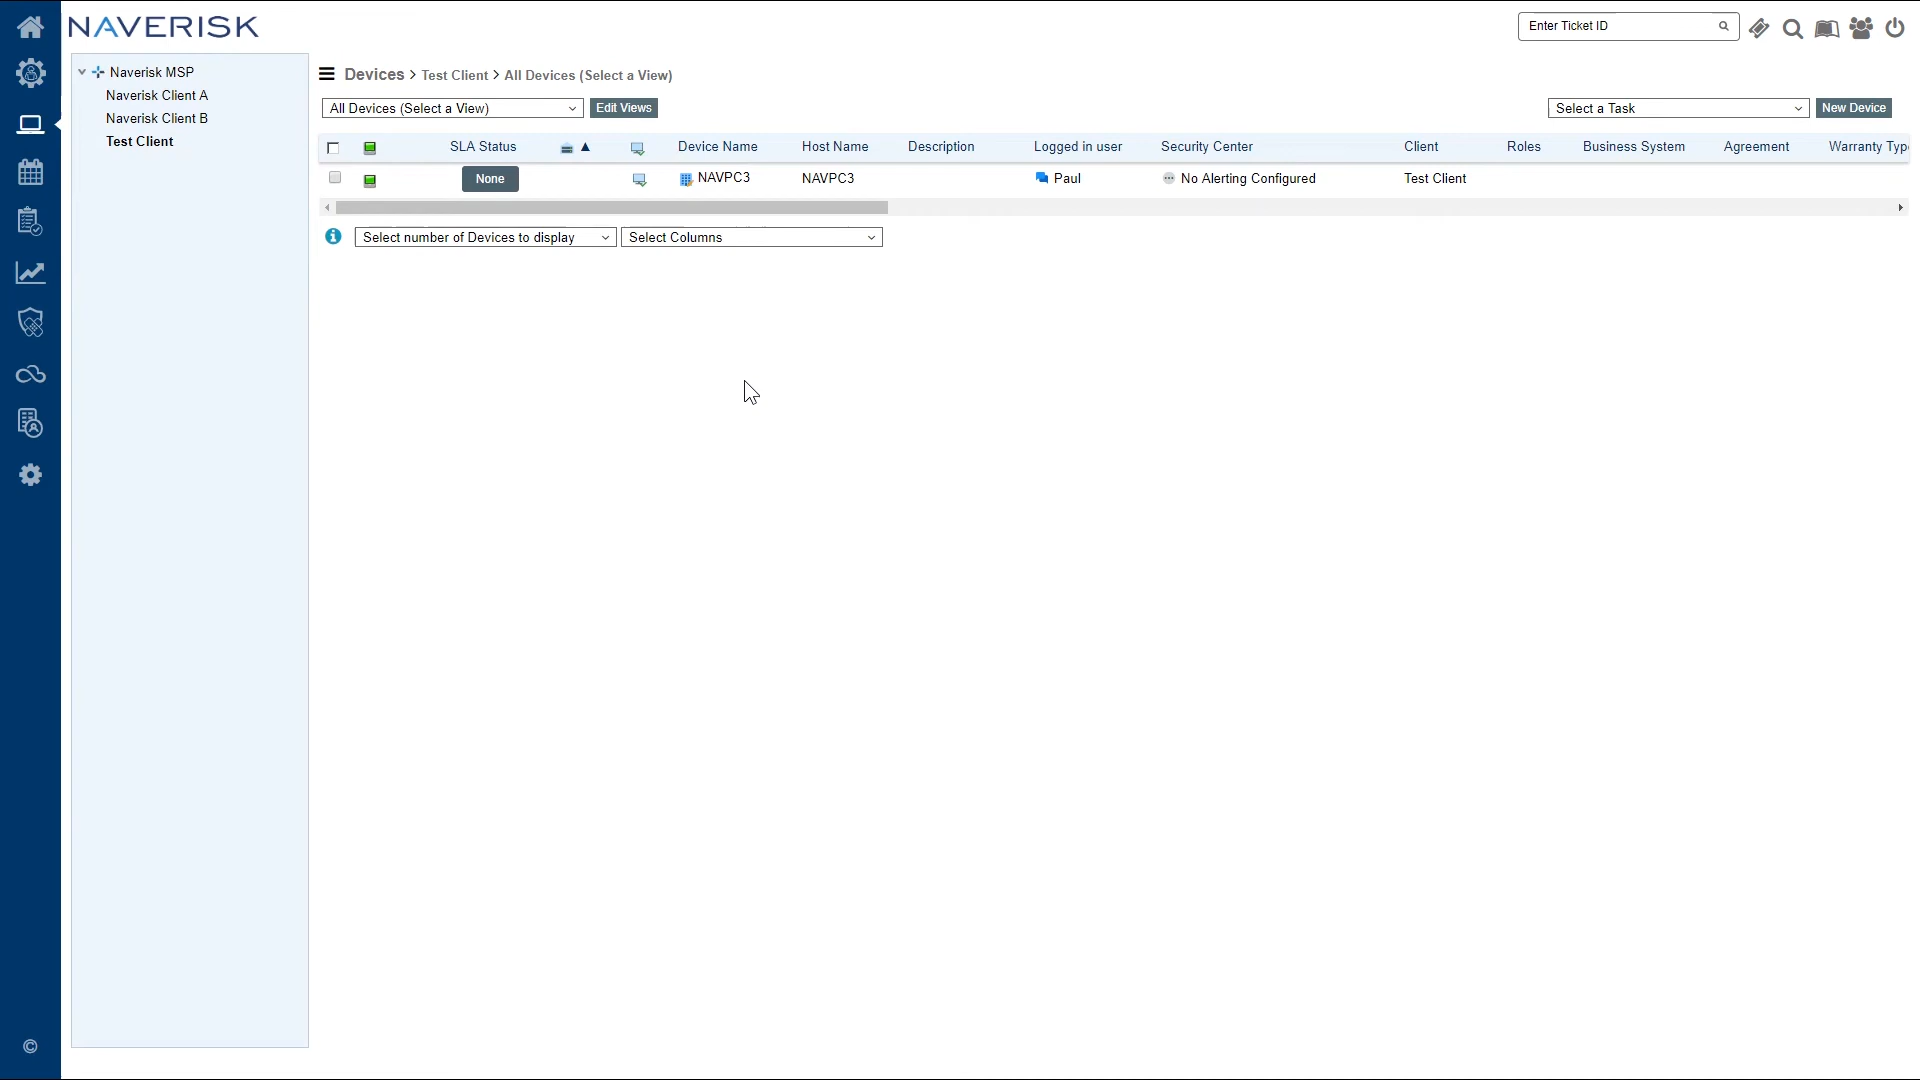 NAVERISK
Enter Ticket ID
Naverisk MSP
Naverisk Client A
Naverisk Client B
Test Client
Devices > Test Client > All Devices (Select a View)
All Devices (Select a View)
Edit Views
Select a Task
New Device
SLA Status Device Name Host Name Description Logged in user Security Center Client Roles Business System Agreement Warranty Typ
None NAVPC3 NAVPC3 Paul No Alerting Configured Test Client
Select number of Devices to display
Select Columns
©